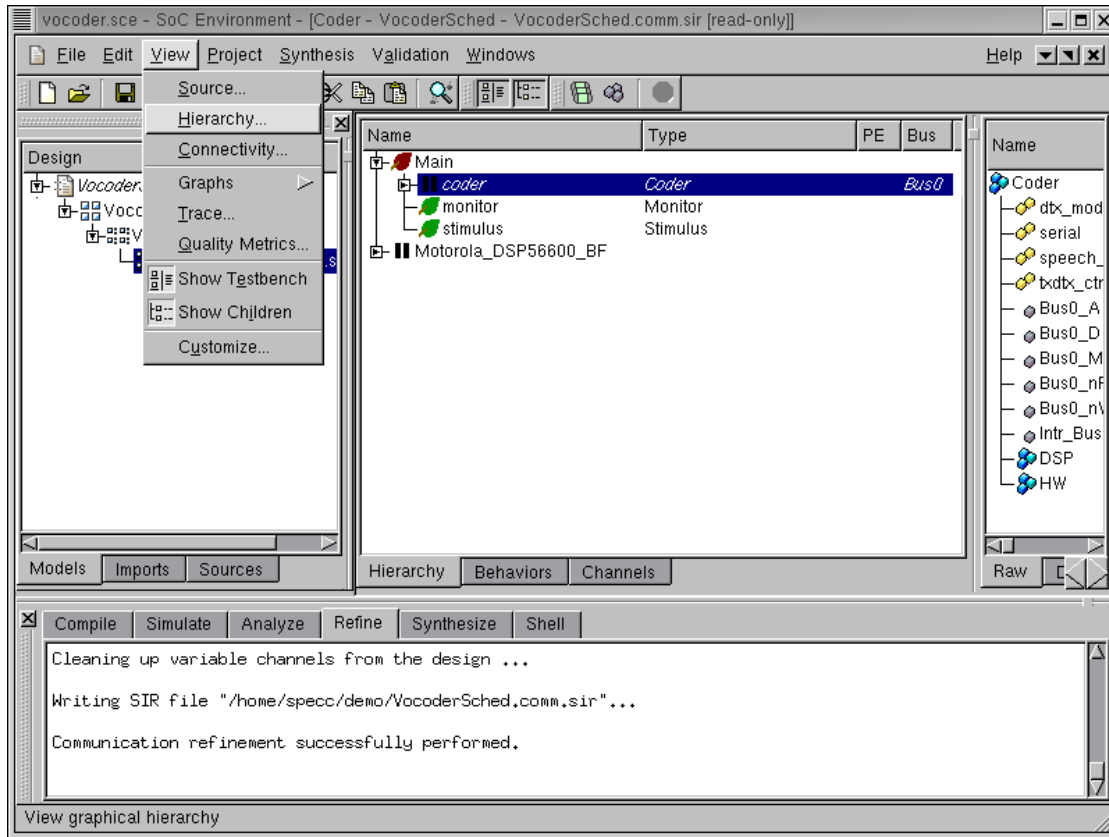 vocoder.sce - SoC Environment - [Coder - VocoderSched - VocoderSched.comm.sir [read-only]]
File Edit View Project Synthesis Validation Windows Help
Source...
Hierarchy...
Connectivity...
Graphs
Trace...
Quality Metrics...
Show Testbench
Show Children
Customize...
Design
Vocoder.
Voco
V
.s
Models Imports Sources
Name Type PE Bus
Main
coder Coder Bus0
monitor Monitor
stimulus Stimulus
Motorola_DSP56600_BF
Hierarchy Behaviors Channels
Name
Coder
dtx_mod
serial
speech_
txdtx_ctr
Bus0_A
Bus0_D
Bus0_M
Bus0_nR
Bus0_nW
Intr_Bus
DSP
HW
Raw
Compile Simulate Analyze Refine Synthesize Shell
Cleaning up variable channels from the design ...
Writing SIR file "/home/specc/demo/VocoderSched.comm.sir"...
Communication refinement successfully performed.
View graphical hierarchy